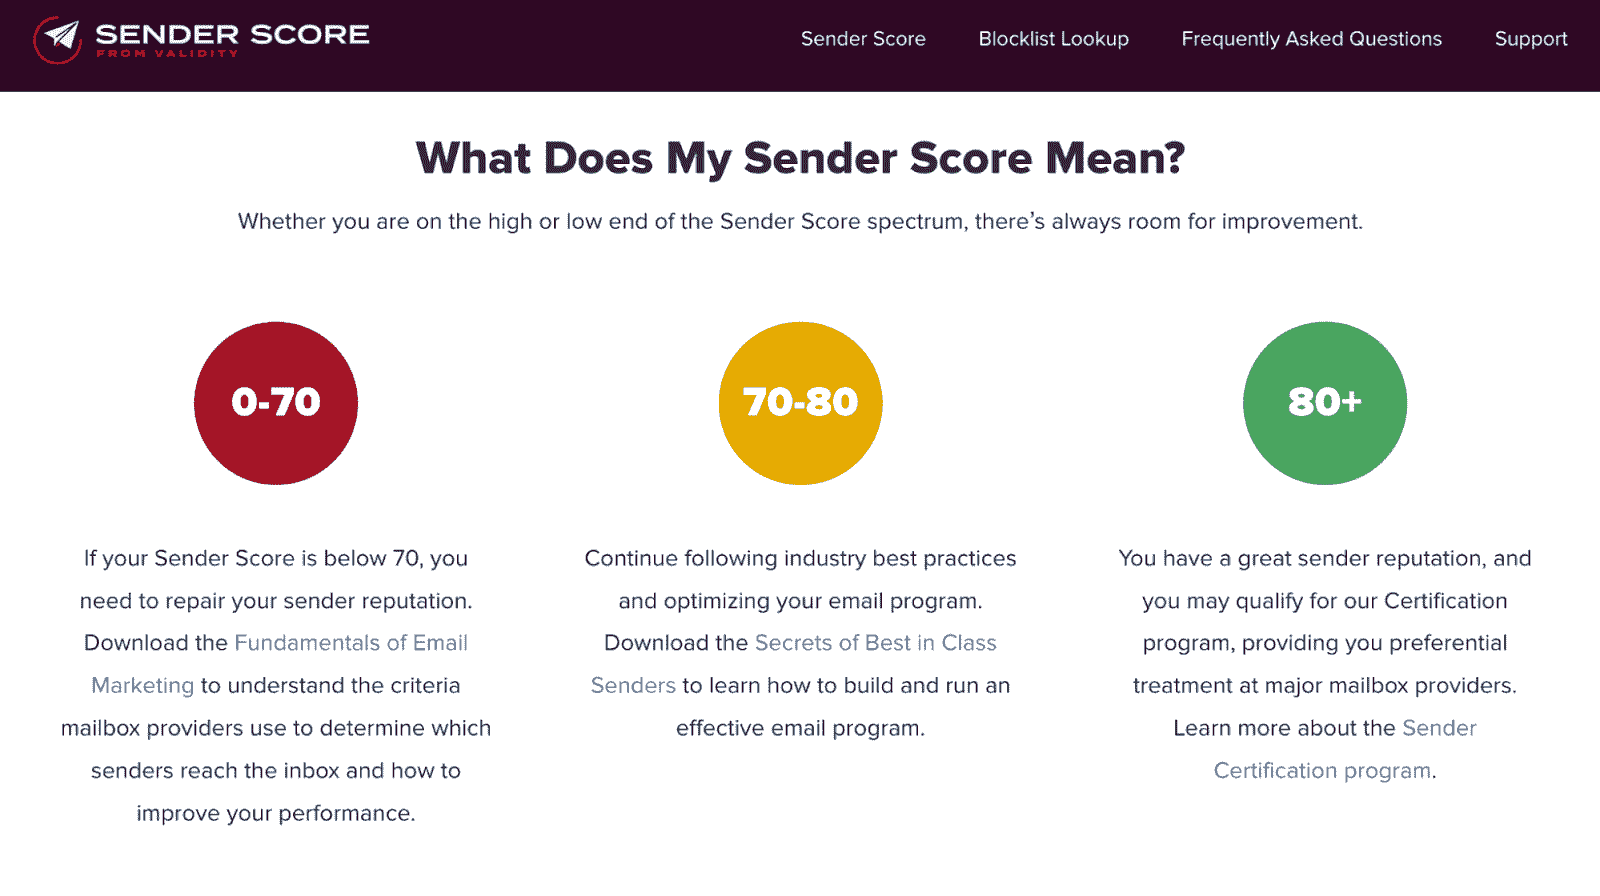 SENDER SCORE
FROM VALIDITY
Sender Score
Blocklist Lookup
Frequently Asked Questions
Support
What Does My Sender Score Mean?
Whether you are on the high or low end of the Sender Score spectrum, there's always room for improvement.
0-70
If your Sender Score is below 70, you
need to repair your sender reputation.
Download the Fundamentals of Email
Marketing to understand the criteria
mailbox providers use to determine which
senders reach the inbox and how to
improve your performance.
70-80
Continue following industry best practices
and optimizing your email program.
Download the Secrets of Best in Class
Senders to learn how to build and run an
effective email program.
80+
You have a great sender reputation, and
you may qualify for our Certification
program, providing you preferential
treatment at major mailbox providers.
Learn more about the Sender
Certification program.